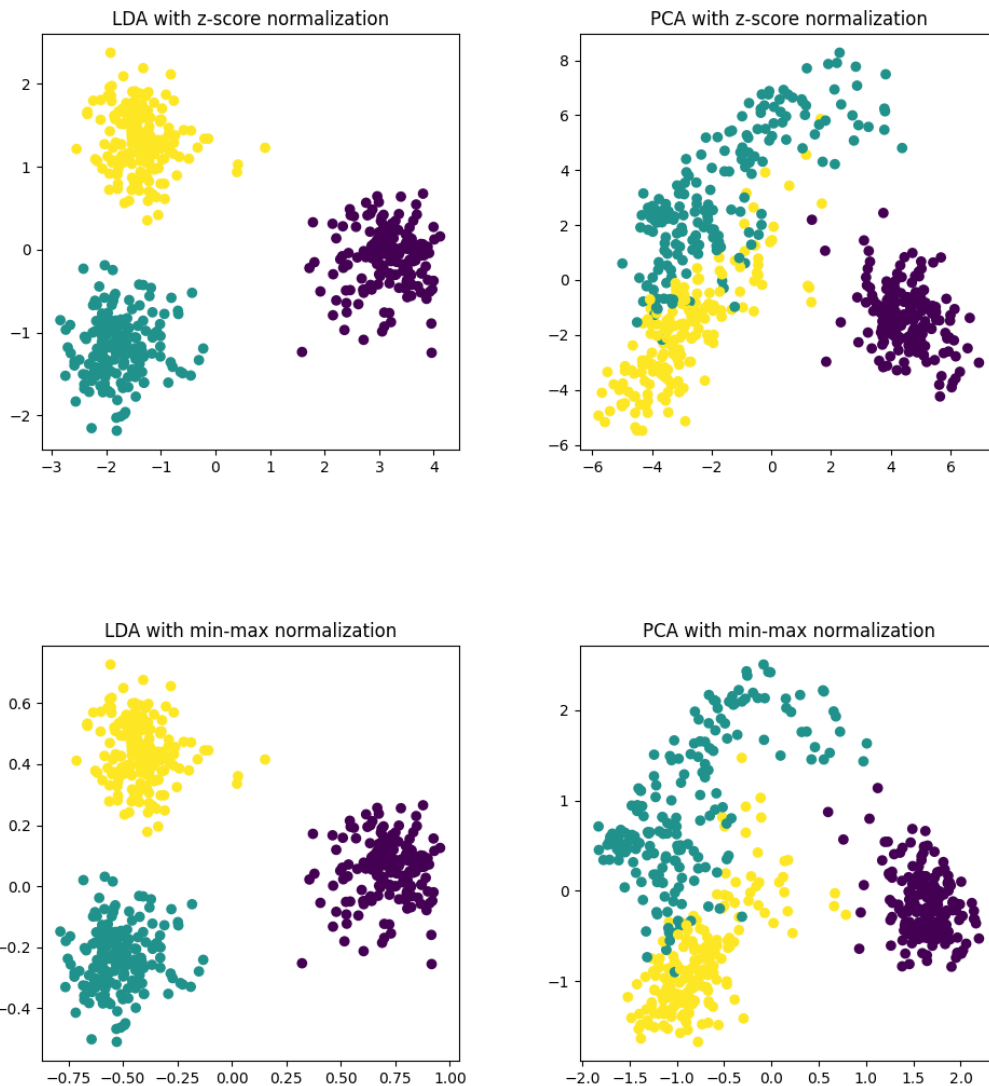 LDA with z-score normalization
2
1
0
−1
−2
−3 −2 −1 0 1 2 3 4
PCA with z-score normalization
8
6
4
2
0
−2
−4
−6
−6 −4 −2 0 2 4 6
LDA with min-max normalization
0.6
0.4
0.2
0.0
−0.2
−0.4
−0.75 −0.50 −0.25 0.00 0.25 0.50 0.75 1.00
PCA with min-max normalization
2
1
0
−1
−2.0 −1.5 −1.0 −0.5 0.0 0.5 1.0 1.5 2.0